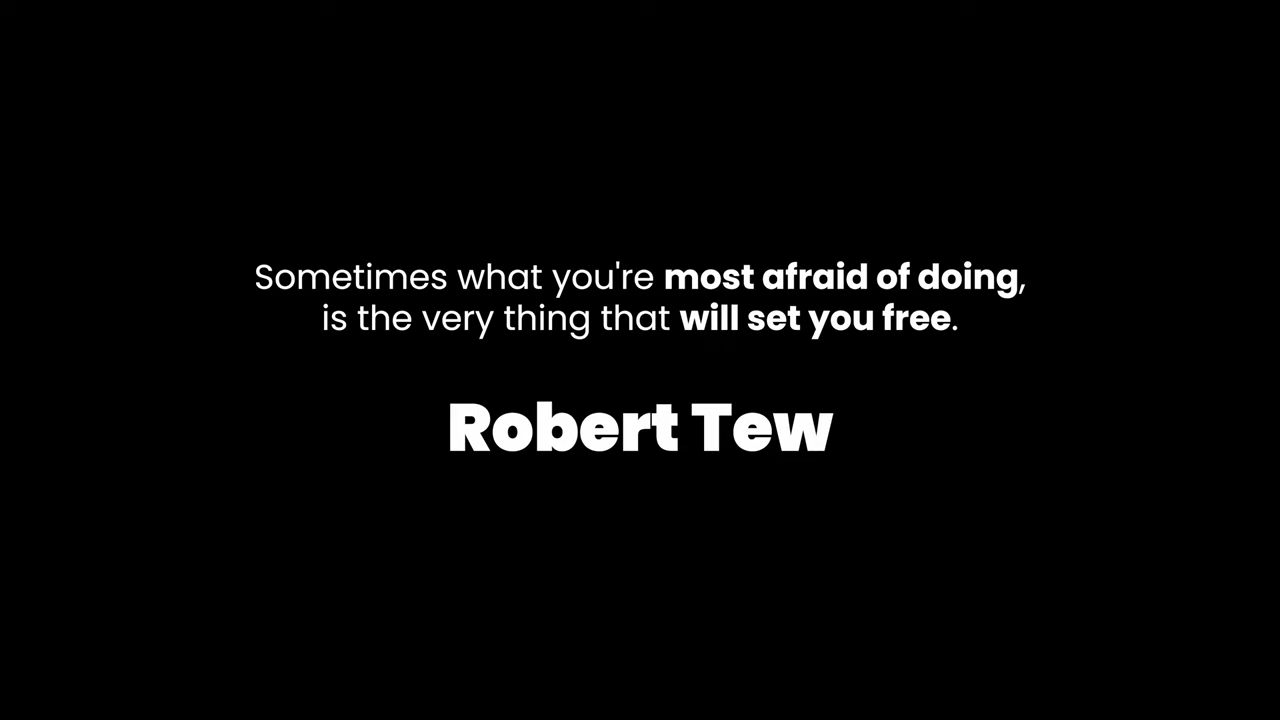 Sometimes what you're most afraid of doing,
is the very thing that will set you free.
Robert Tew